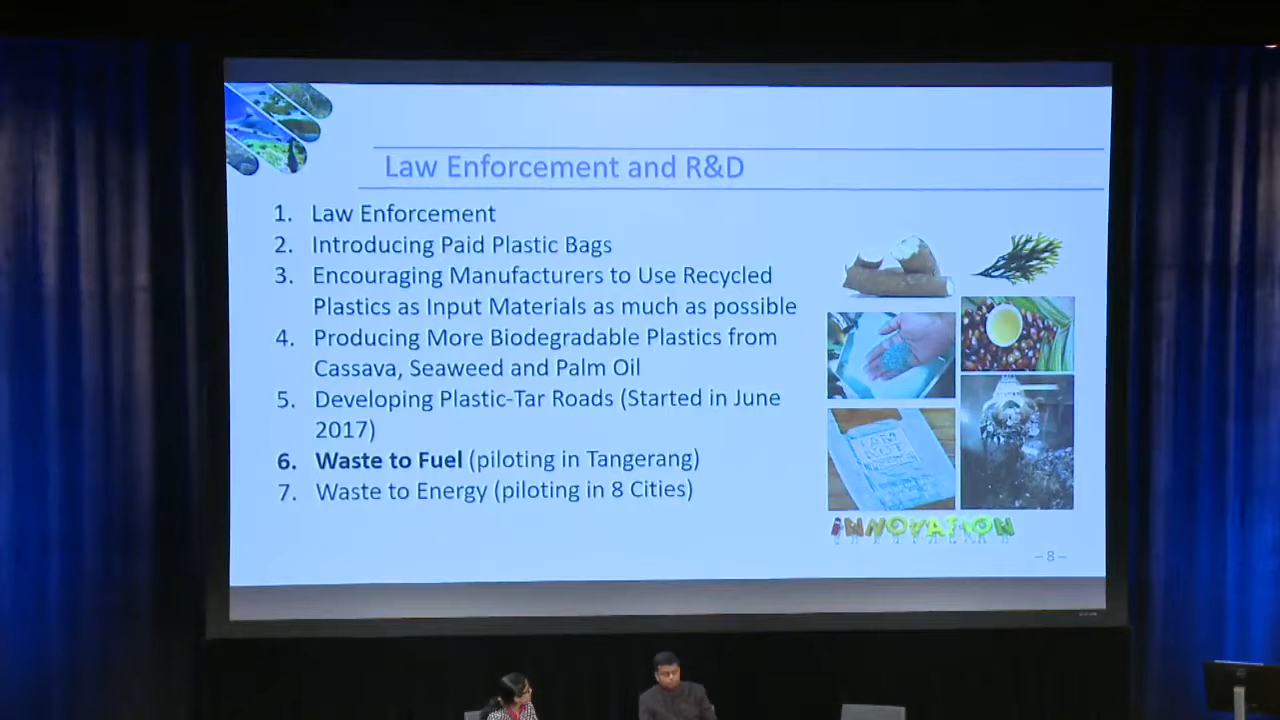 Law Enforcement and R&D
1. Law Enforcement
2. Introducing Paid Plastic Bags
3. Encouraging Manufacturers to Use Recycled
Plastics as Input Materials as much as possible
4. Producing More Biodegradable Plastics from
Cassava, Seaweed and Palm Oil
5. Developing Plastic-Tar Roads (Started in June
2017)
6. Waste to Fuel (piloting in Tangerang)
7. Waste to Energy (piloting in 8 Cities)
I AM
NOT
INNOVATION
– 8 –